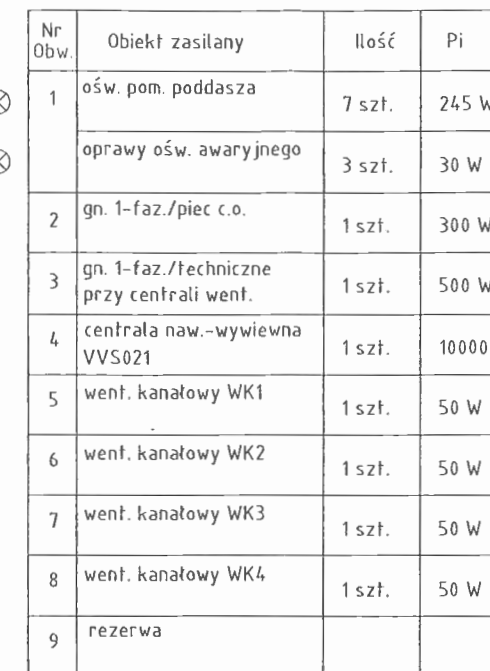 Nr Obw. Obiekt zasilany Ilość Pi
1 ośw. pom. poddasza 7 szt. 245 W
oprawy ośw. awaryjnego 3 szt. 30 W
2 gn. 1-faz./piec c.o. 1 szt. 300 W
3 gn. 1-faz./techniczne
przy centrali went. 1 szt. 500 W
4 centrala naw.-wywiewna
VVS021 1 szt. 10000
5 went. kanałowy WK1 1 szt. 50 W
6 went. kanałowy WK2 1 szt. 50 W
7 went. kanałowy WK3 1 szt. 50 W
8 went. kanałowy WK4 1 szt. 50 W
9 rezerwa